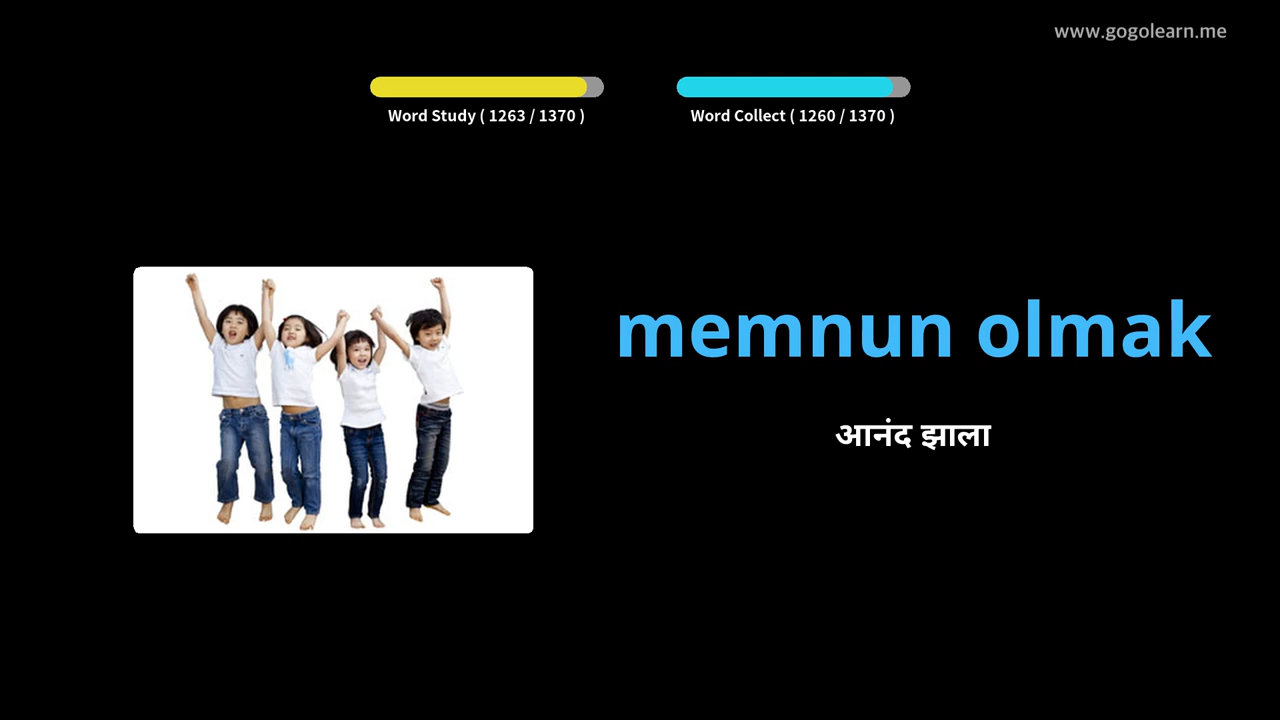 www.gogolearn.me
Word Study ( 1263 / 1370 )
Word Collect ( 1260 / 1370 )
memnun olmak
आनंद झाला